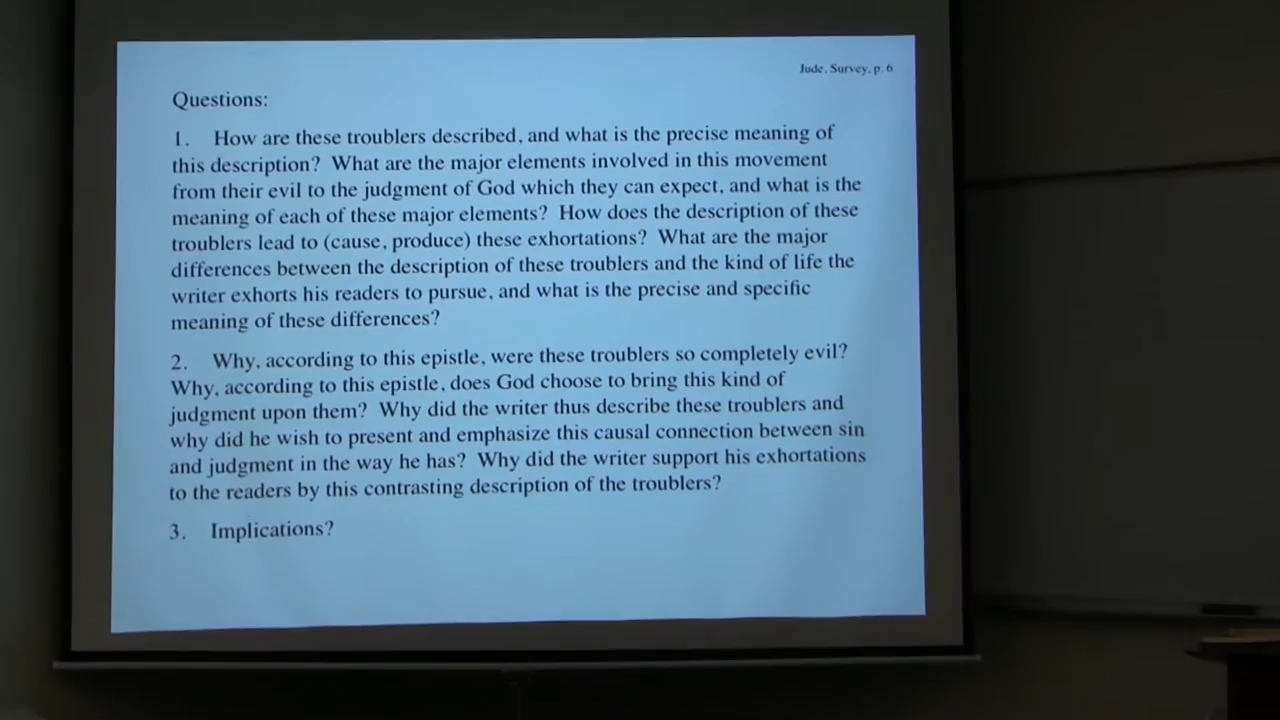 Jude, Survey, p. 6
Questions:
1. How are these troublers described, and what is the precise meaning of
this description? What are the major elements involved in this movement
from their evil to the judgment of God which they can expect, and what is the
meaning of each of these major elements? How does the description of these
troublers lead to (cause, produce) these exhortations? What are the major
differences between the description of these troublers and the kind of life the
writer exhorts his readers to pursue, and what is the precise and specific
meaning of these differences?
2. Why, according to this epistle, were these troublers so completely evil?
Why, according to this epistle, does God choose to bring this kind of
judgment upon them? Why did the writer thus describe these troublers and
why did he wish to present and emphasize this causal connection between sin
and judgment in the way he has? Why did the writer support his exhortations
to the readers by this contrasting description of the troublers?
3. Implications?